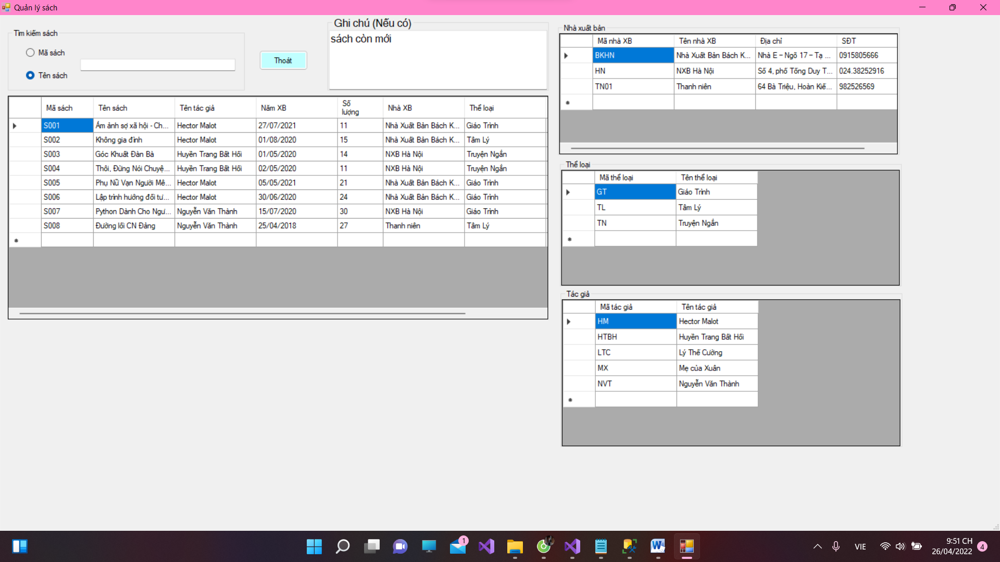 Quản lý sách
Tìm kiếm sách
Mã sách
Tên sách
Thoát
Ghi chú (Nếu có)
sách còn mới
Mã sách Tên sách Tên tác giả Năm XB Số lượng Nhà XB Thể loại
S001 Ám ảnh sợ xã hội - Ch... Hector Malot 27/07/2021 11 Nhà Xuất Bản Bách K... Giáo Trình
S002 Không gia đình Hector Malot 01/08/2020 15 Nhà Xuất Bản Bách K... Tâm Lý
S003 Góc Khuất Đàn Bà Huyền Trang Bất Hối 01/05/2020 14 NXB Hà Nội Truyện Ngắn
S004 Thôi, Đừng Nói Chuyệ... Huyền Trang Bất Hối 02/05/2020 11 NXB Hà Nội Truyện Ngắn
S005 Phụ Nữ Vạn Người Mê... Hector Malot 05/05/2021 21 Nhà Xuất Bản Bách K... Giáo Trình
S006 Lập trình hướng đối tư... Hector Malot 30/06/2020 24 Nhà Xuất Bản Bách K... Giáo Trình
S007 Python Dành Cho Ngư... Nguyễn Văn Thành 15/07/2020 30 NXB Hà Nội Giáo Trình
S008 Đường lối CN Đảng Nguyễn Văn Thành 25/04/2018 27 Thanh niên Tâm Lý
Nhà xuất bản
Mã nhà XB Tên nhà XB Địa chỉ SĐT
BKHN Nhà Xuất Bản Bách K... Nhà E – Ngõ 17 – Tạ ... 0915805666
HN NXB Hà Nội Số 4, phố Tống Duy T... 024.38252916
TN01 Thanh niên 64 Bà Triệu, Hoàn Kiế... 982526569
Thể loại
Mã thể loại Tên thể loại
GT Giáo Trình
TL Tâm Lý
TN Truyện Ngắn
Tác giả
Mã tác giả Tên tác giả
HM Hector Malot
HTBH Huyền Trang Bất Hối
LTC Lý Thế Cường
MX Mẹ của Xuân
NVT Nguyễn Văn Thành
1
VIE
9:51 CH
26/04/2022
4